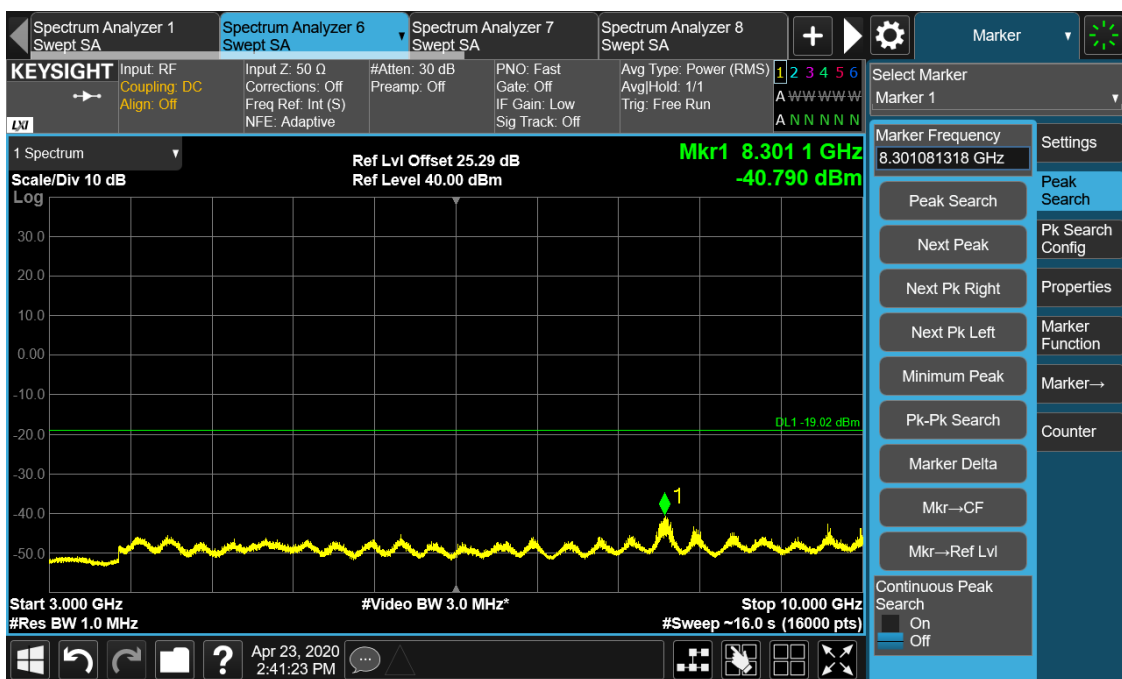 Spectrum Analyzer 1
Swept SA
Spectrum Analyzer 6
Swept SA
Spectrum Analyzer 7
Swept SA
Spectrum Analyzer 8
Swept SA
+
Marker
KEYSIGHT
LXI
Input: RF
Coupling: DC
Align: Off
Input Z: 50 Ω
Corrections: Off
Freq Ref: Int (S)
NFE: Adaptive
#Atten: 30 dB
Preamp: Off
PNO: Fast
Gate: Off
IF Gain: Low
Sig Track: Off
Avg Type: Power (RMS)
Avg|Hold: 1/1
Trig: Free Run
1 2 3 4 5 6
A W W W W W
A N N N N N
Select Marker
Marker 1
1 Spectrum
Scale/Div 10 dB
Log
Ref Lvl Offset 25.29 dB
Ref Level 40.00 dBm
Mkr1 8.301 1 GHz
-40.790 dBm
30.0
20.0
10.0
0.00
-10.0
-20.0
-30.0
-40.0
-50.0
DL1 -19.02 dBm
1
Start 3.000 GHz
#Res BW 1.0 MHz
#Video BW 3.0 MHz*
Stop 10.000 GHz
#Sweep ~16.0 s (16000 pts)
Marker Frequency
8.301081318 GHz
Peak Search
Next Peak
Next Pk Right
Next Pk Left
Minimum Peak
Pk-Pk Search
Marker Delta
Mkr→CF
Mkr→Ref Lvl
Continuous Peak
Search
On
Off
Settings
Peak
Search
Pk Search
Config
Properties
Marker
Function
Marker→
Counter
?
Apr 23, 2020
2:41:23 PM